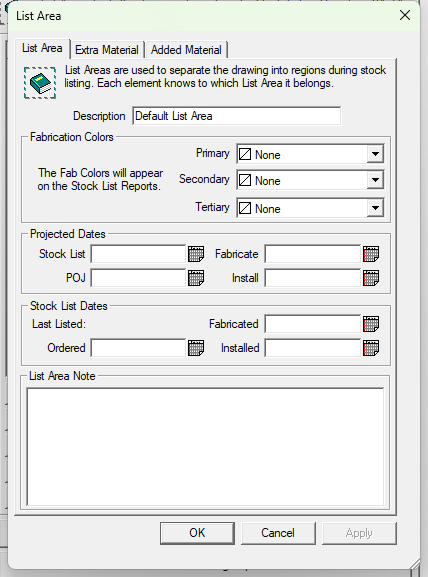 List Area
List Area
Extra Material
Added Material
List Areas are used to separate the drawing into regions during stock
listing. Each element knows to which List Area it belongs.
Description
Default List Area
Fabrication Colors
The Fab Colors will appear
on the Stock List Reports.
Primary
None
Secondary
None
Tertiary
None
Projected Dates
Stock List
Fabricate
POJ
Install
Stock List Dates
Last Listed:
Fabricated
Ordered
Installed
List Area Note
OK
Cancel
Apply